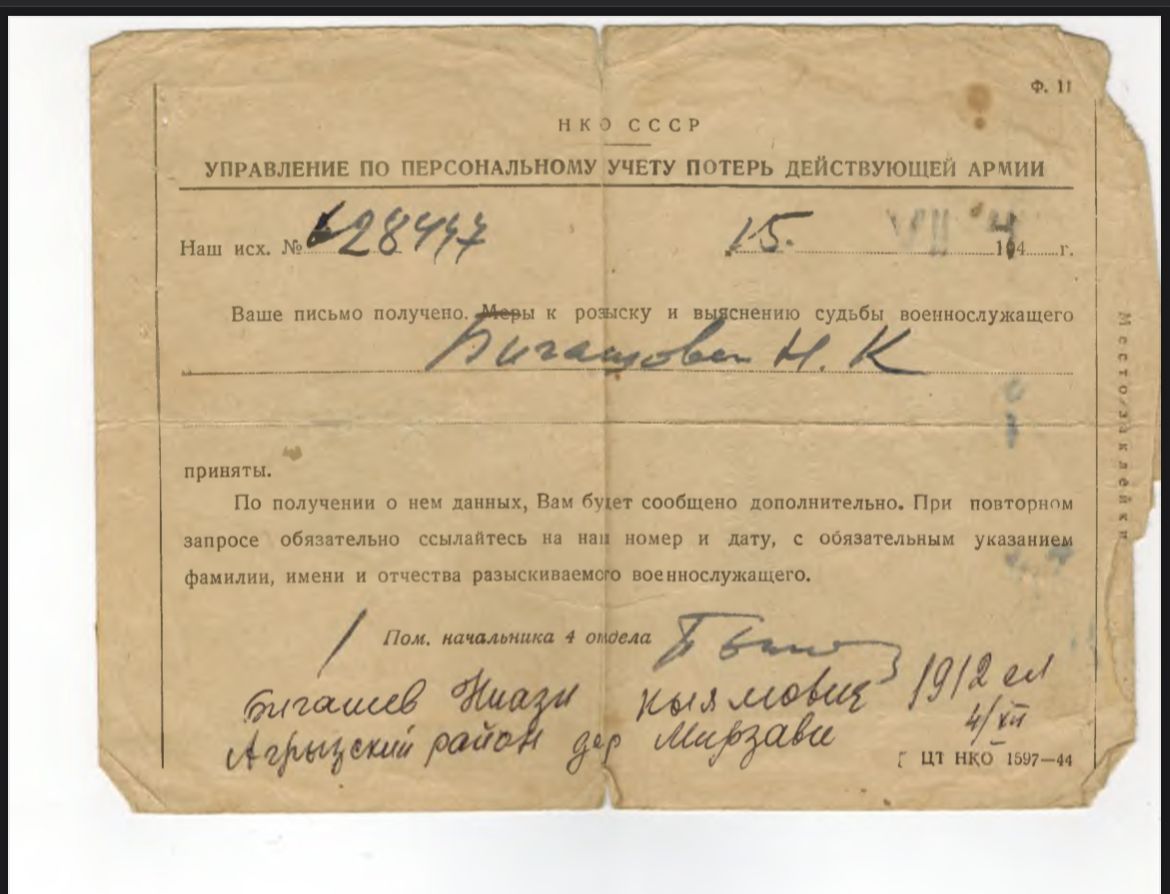 Ф. 11
НКО СССР
УПРАВЛЕНИЕ ПО ПЕРСОНАЛЬНОМУ УЧЕТУ ПОТЕРЬ ДЕЙСТВУЮЩЕЙ АРМИИ
Наш исх. № 628447 15. 194 г.
Ваше письмо получено. Меры к розыску и выяснению судьбы военнослужащего
Н. К
приняты.
По получении о нем данных, Вам будет сообщено дополнительно. При повторном
запросе обязательно ссылайтесь на наш номер и дату, с обязательным указанием
фамилии, имени и отчества разыскиваемого военнослужащего.
Пом. начальника 4 отдела
Бигашев Ниази Кыямович 1912
4/XII
Агрызский район дер Мирзави
ЦТ НКО 1597—44
Место заклейки